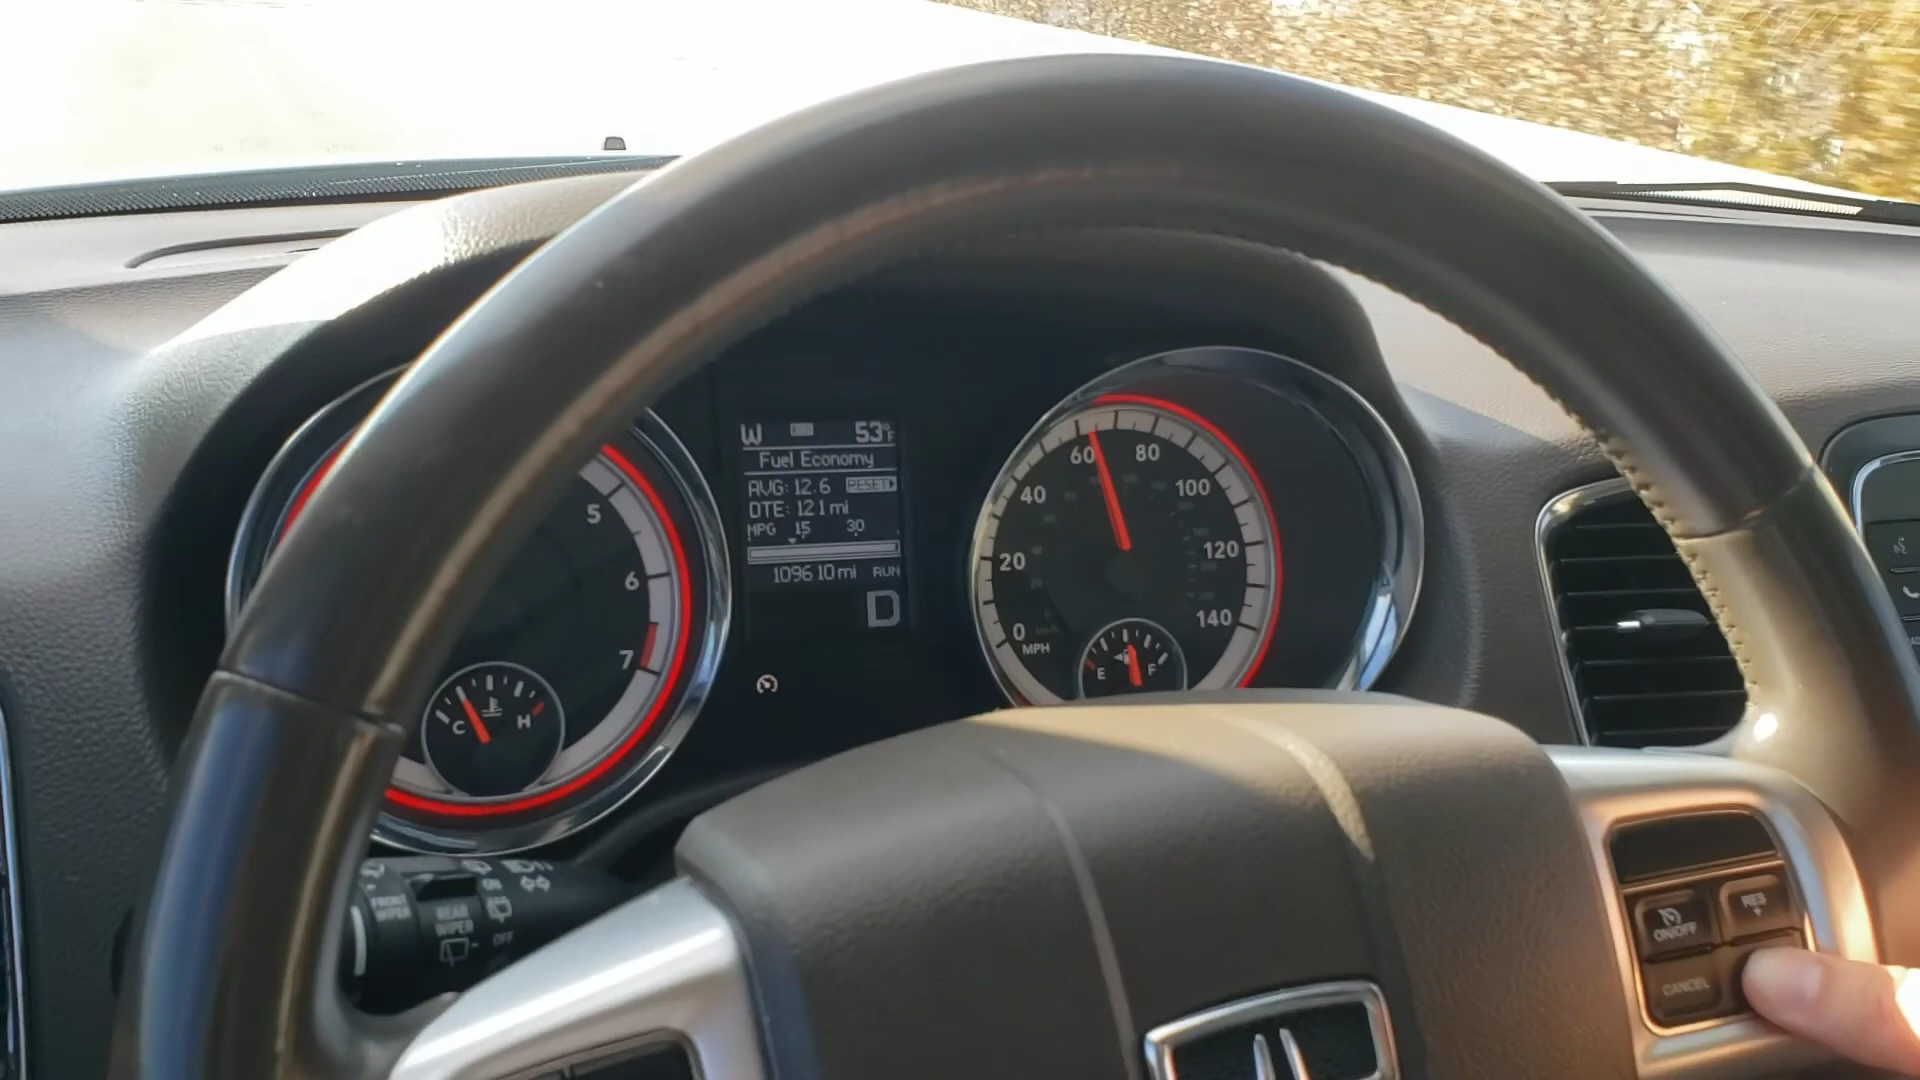 W 53°F
Fuel Economy
AVG: 12.6 RESET
DTE: 121 mi
MPG 15 30
109610 mi RUN
D
5
6
7
C H
0
20
40
60
80
100
120
140
MPH
E F
FRONT
WIPER
REAR
WIPER
ON
OFF
ON/OFF
RES
+
CANCEL